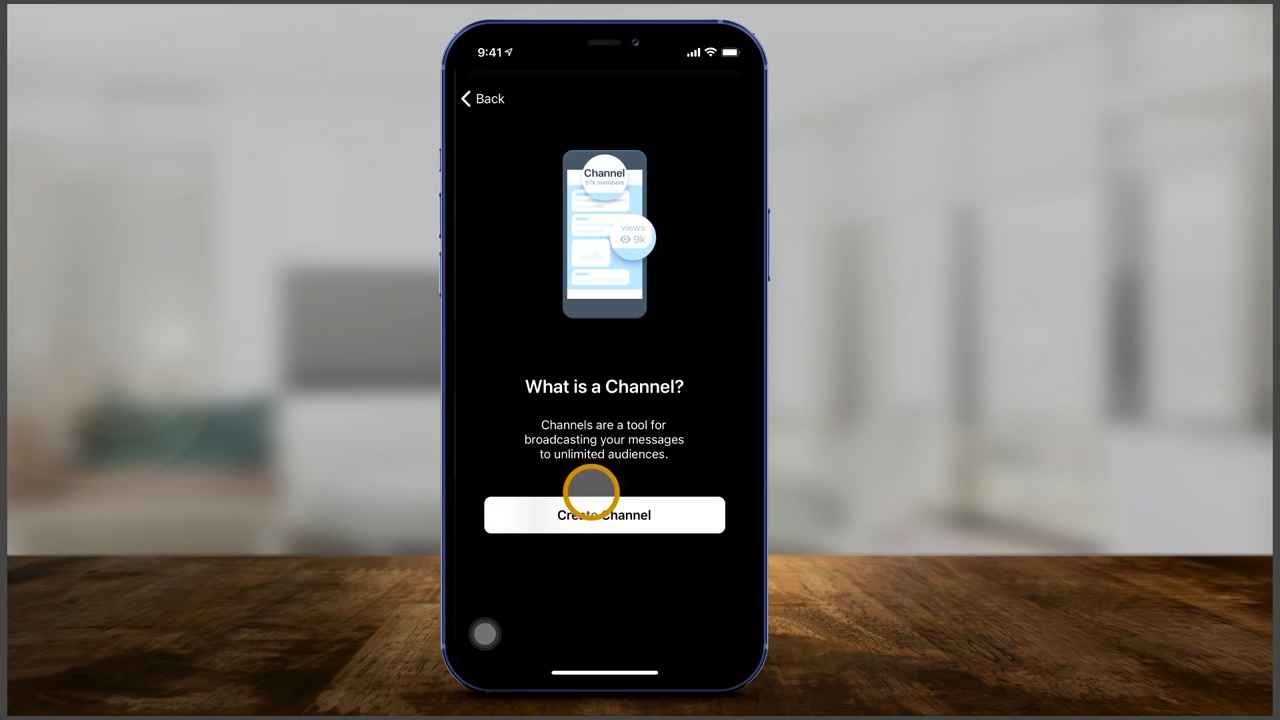 9:41
Back
Channel
57k members
views
9k
What is a Channel?
Channels are a tool for
broadcasting your messages
to unlimited audiences.
Create Channel